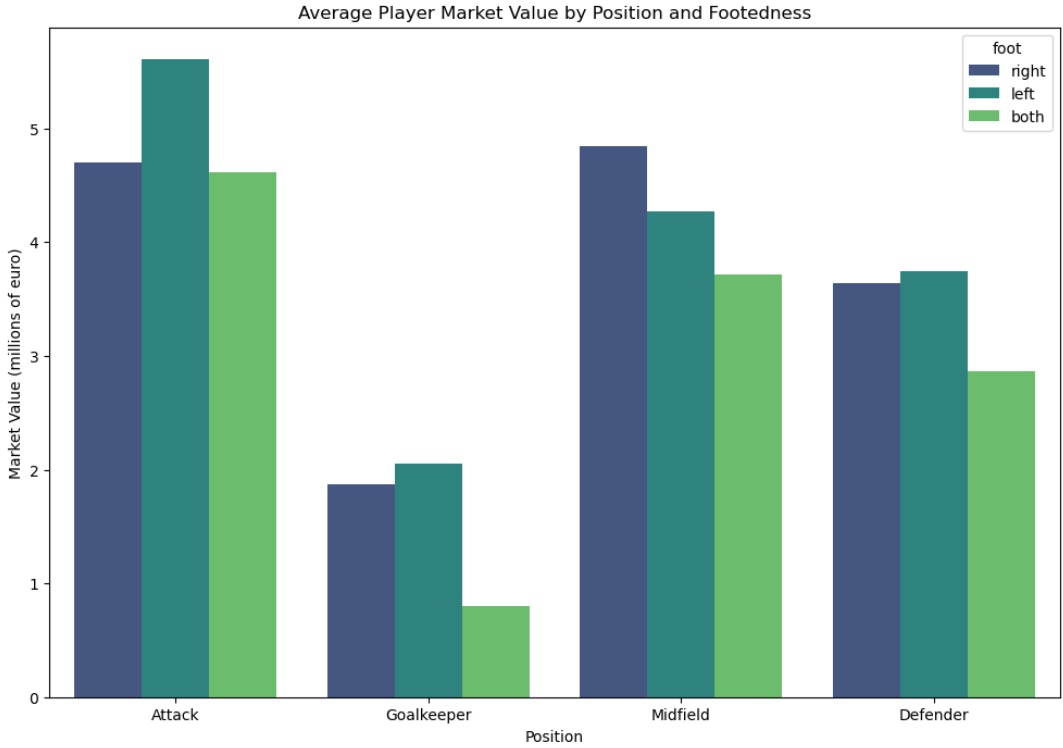 Average Player Market Value by Position and Footedness
foot
right
left
both
Market Value (millions of euro)
5
4
3
2
1
0
Attack
Goalkeeper
Midfield
Defender
Position